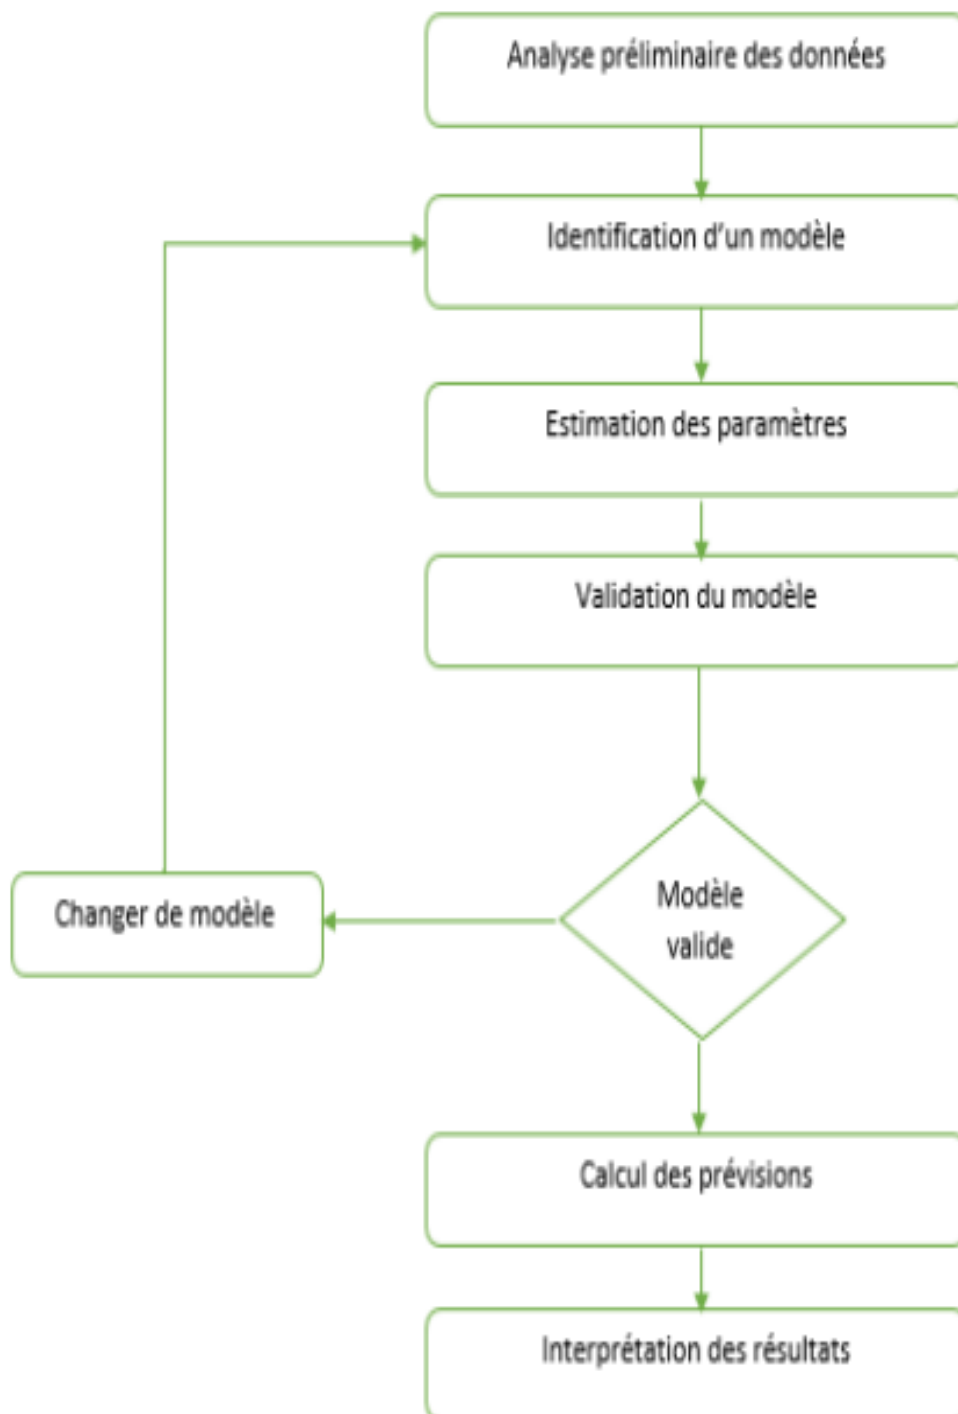 Analyse préliminaire des données
Identification d'un modèle
Estimation des paramètres
Validation du modèle
Modèle
valide
Changer de modèle
Calcul des prévisions
Interprétation des résultats